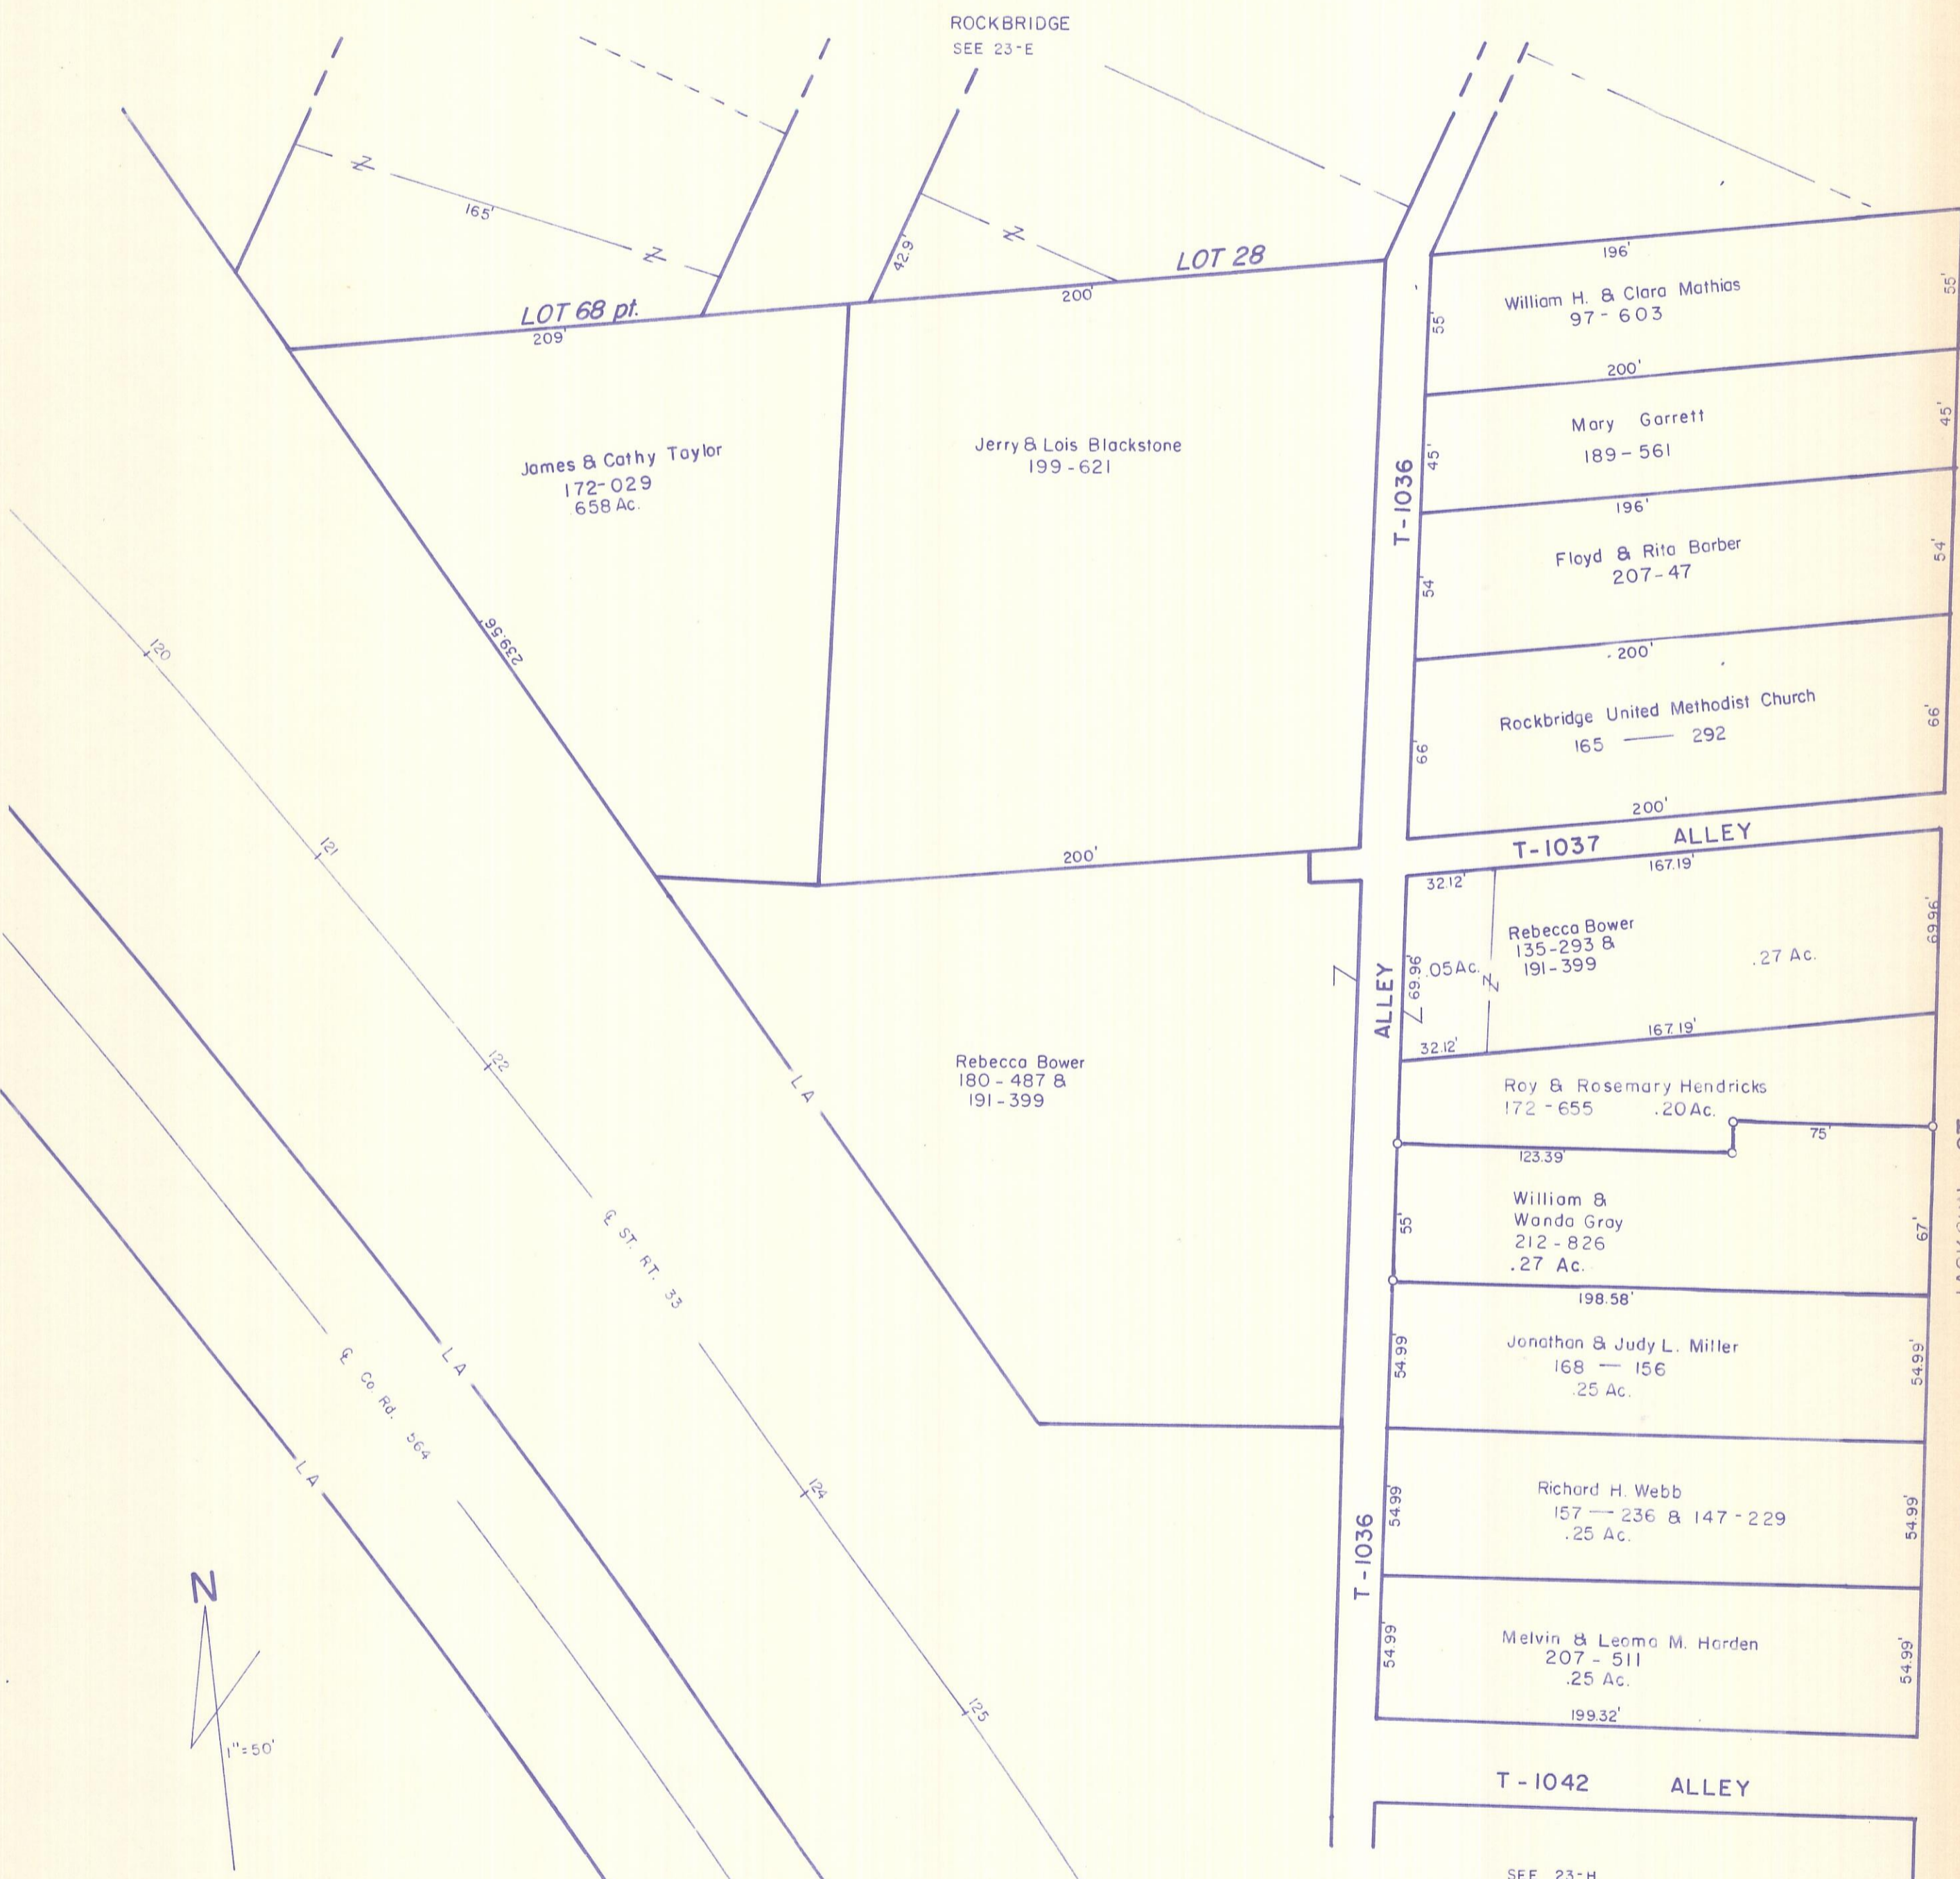 ROCKBRIDGE
SEE 23-E
165'
42.9'
LOT 28
LOT 68 pt.
209'
200'
196'
William H. & Clara Mathias
97-603
55'
55'
200'
James & Cathy Taylor
172-029
.658 Ac.
239.56'
Jerry & Lois Blackstone
199-621
200'
T-1036
Mary Garrett
189-561
45'
45'
196'
Floyd & Rita Barber
207-47
54'
54'
200'
Rockbridge United Methodist Church
165 — 292
66'
66'
200'
T-1037 ALLEY
167.19'
32.12'
Rebecca Bower
135-293 &
191-399
.27 Ac.
.05 Ac.
69.96'
69.96'
167.19'
32.12'
ALLEY
Rebecca Bower
180-487 &
191-399
Roy & Rosemary Hendricks
172-655 .20 Ac.
75'
123.39'
William &
Wanda Gray
212-826
.27 Ac.
55'
67'
198.58'
Jonathan & Judy L. Miller
168 — 156
.25 Ac.
54.99'
54.99'
Richard H. Webb
157 — 236 & 147-229
.25 Ac.
54.99'
54.99'
T-1036
Melvin & Leoma M. Harden
207-511
.25 Ac.
54.99'
54.99'
199.32'
T-1042 ALLEY
SEE 23-H
120
121
122
124
125
℄ ST. RT. 33
℄ Co. Rd. 564
LA
LA
LA
N
1"=50'